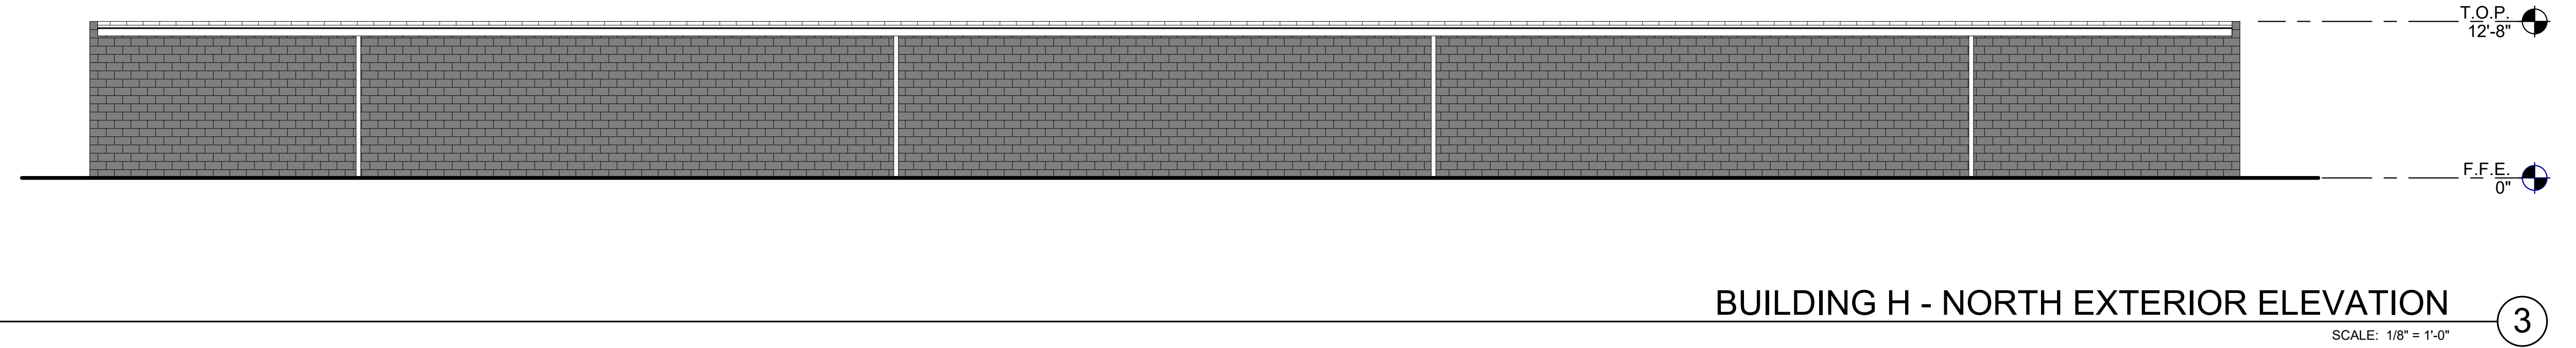 T.O.P.
12'-8"
F.F.E.
0"
BUILDING H - NORTH EXTERIOR ELEVATION
3
SCALE: 1/8" = 1'-0"